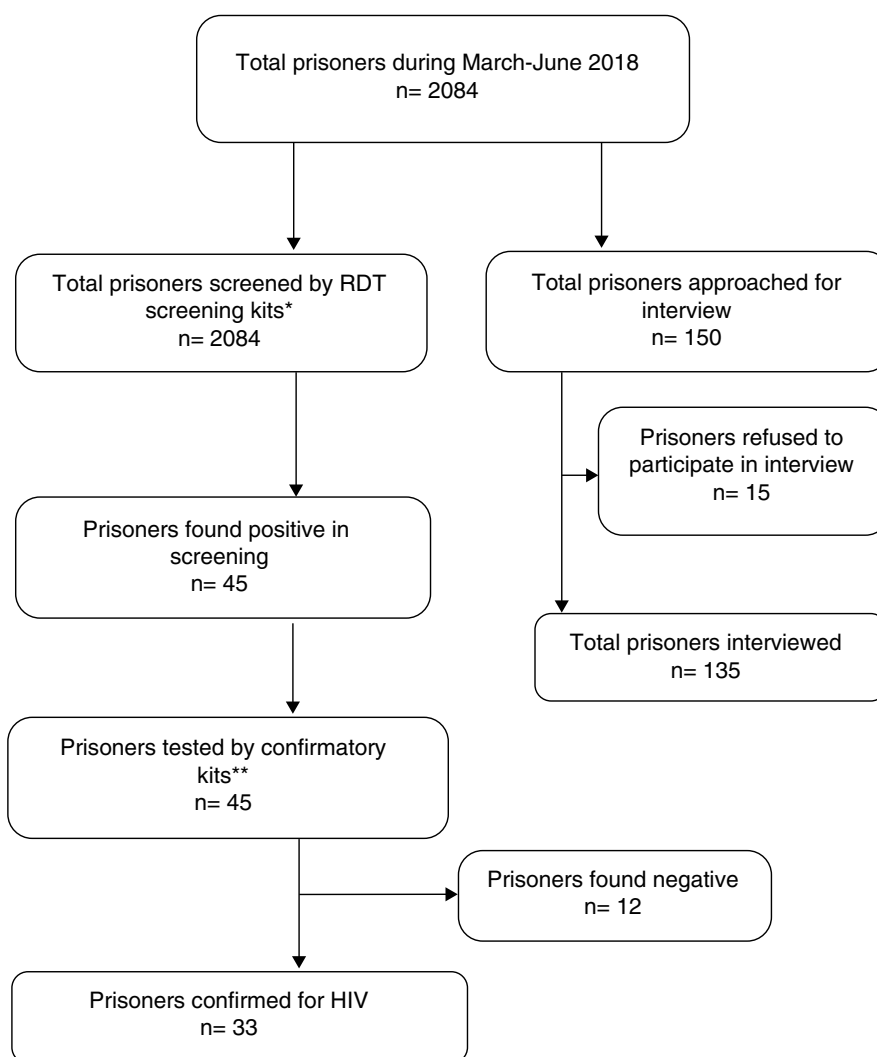 Total prisoners during March-June 2018
n= 2084
Total prisoners screened by RDT
screening kits*
n= 2084
Total prisoners approached for
interview
n= 150
Prisoners refused to
participate in interview
n= 15
Prisoners found positive in
screening
n= 45
Total prisoners interviewed
n= 135
Prisoners tested by confirmatory
kits**
n= 45
Prisoners found negative
n= 12
Prisoners confirmed for HIV
n= 33